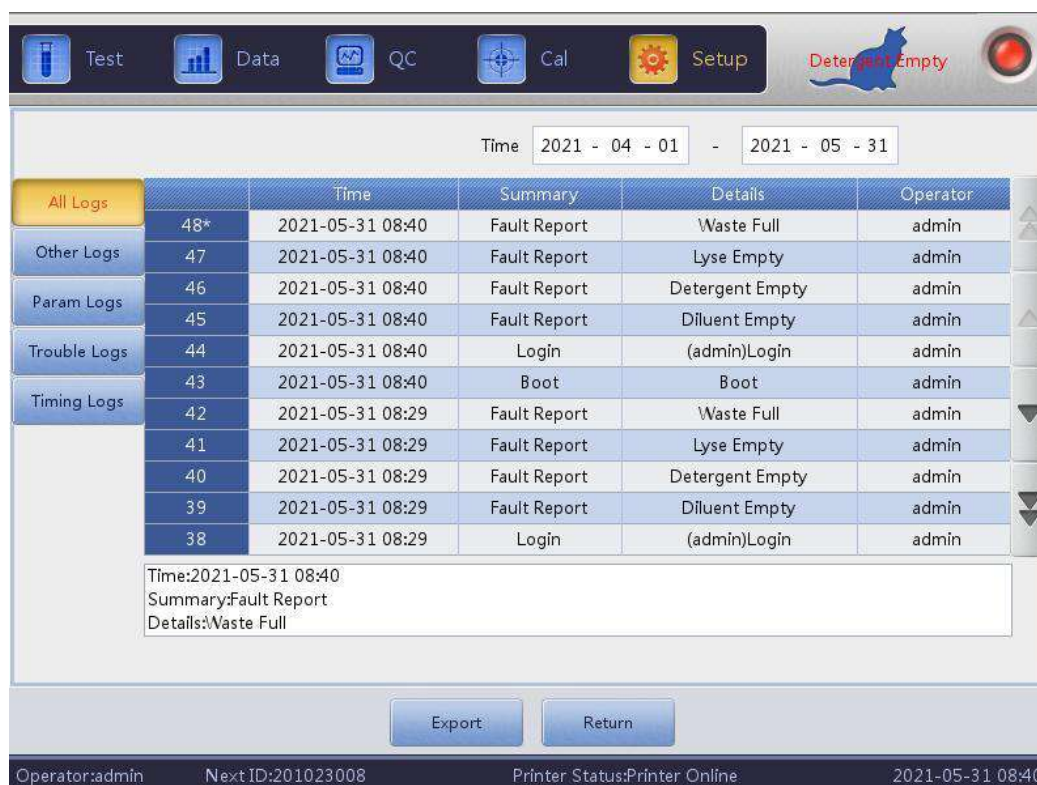 Test Data QC Cal Setup Detergent Empty
Time 2021 - 04 - 01 - 2021 - 05 - 31
All Logs
Other Logs
Param Logs
Trouble Logs
Timing Logs
Time Summary Details Operator
48* 2021-05-31 08:40 Fault Report Waste Full admin
47 2021-05-31 08:40 Fault Report Lyse Empty admin
46 2021-05-31 08:40 Fault Report Detergent Empty admin
45 2021-05-31 08:40 Fault Report Diluent Empty admin
44 2021-05-31 08:40 Login (admin)Login admin
43 2021-05-31 08:40 Boot Boot admin
42 2021-05-31 08:29 Fault Report Waste Full admin
41 2021-05-31 08:29 Fault Report Lyse Empty admin
40 2021-05-31 08:29 Fault Report Detergent Empty admin
39 2021-05-31 08:29 Fault Report Diluent Empty admin
38 2021-05-31 08:29 Login (admin)Login admin
Time:2021-05-31 08:40
Summary:Fault Report
Details:Waste Full
Export Return
Operator:admin Next ID:201023008 Printer Status:Printer Online 2021-05-31 08:40